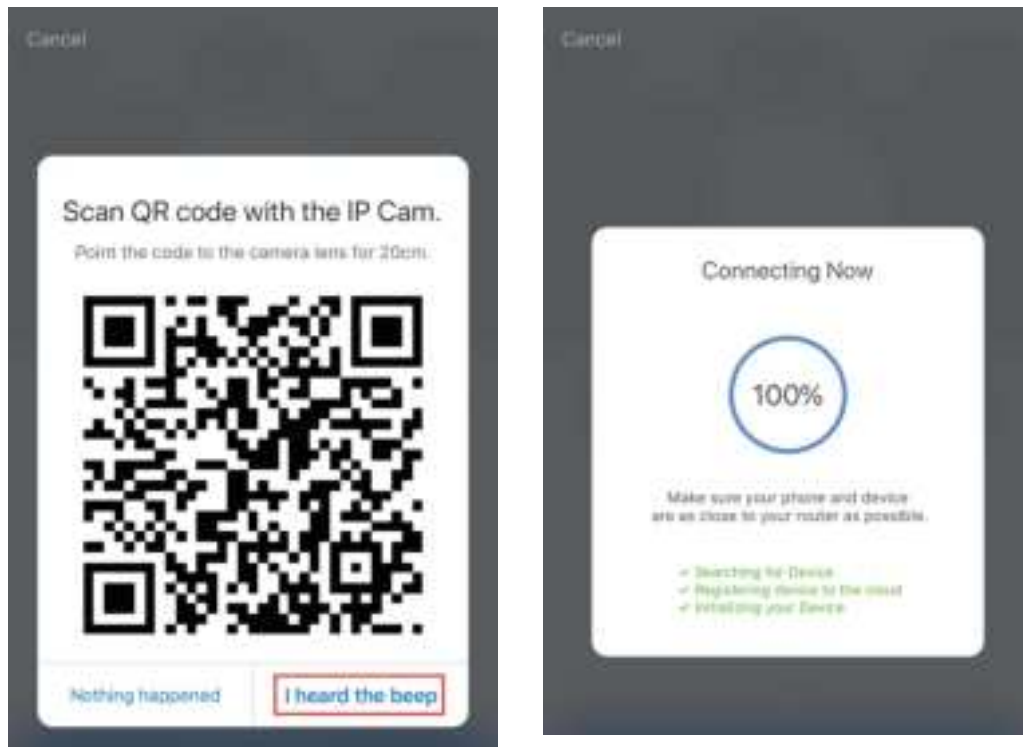 Cancel
Scan QR code with the IP Cam.
Point the code to the camera lens for 20cm.
Nothing happened
I heard the beep
Cancel
Connecting Now
100%
Make sure your phone and device
are as close to your router as possible.
✓ Searching for Device
✓ Registering device to the cloud
✓ Initializing your Device